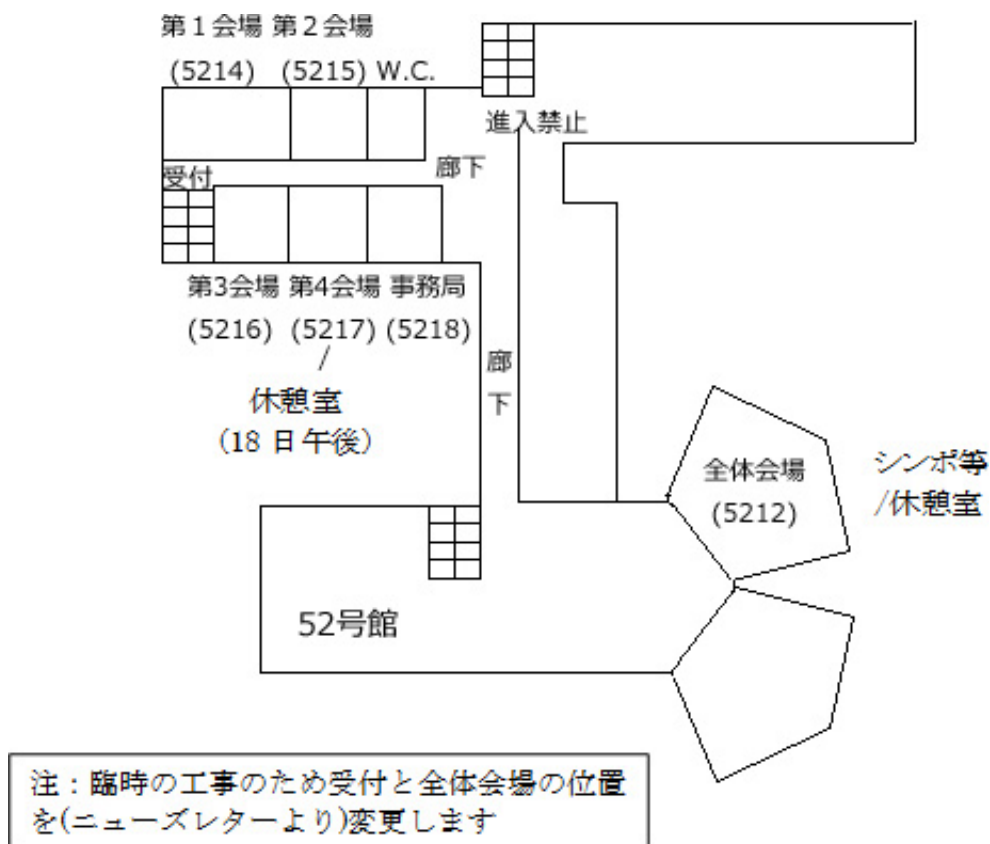 第１会場 第２会場
(5214) (5215) W.C.
進入禁止
廊下
受付
第3会場 第4会場 事務局
(5216) (5217) (5218)
/
休憩室
（18 日 午後）
廊
下
全体会場
(5212)
シンポ等
/休憩室
52号館
注：臨時の工事のため受付と全体会場の位置
を(ニューズレターより)変更します